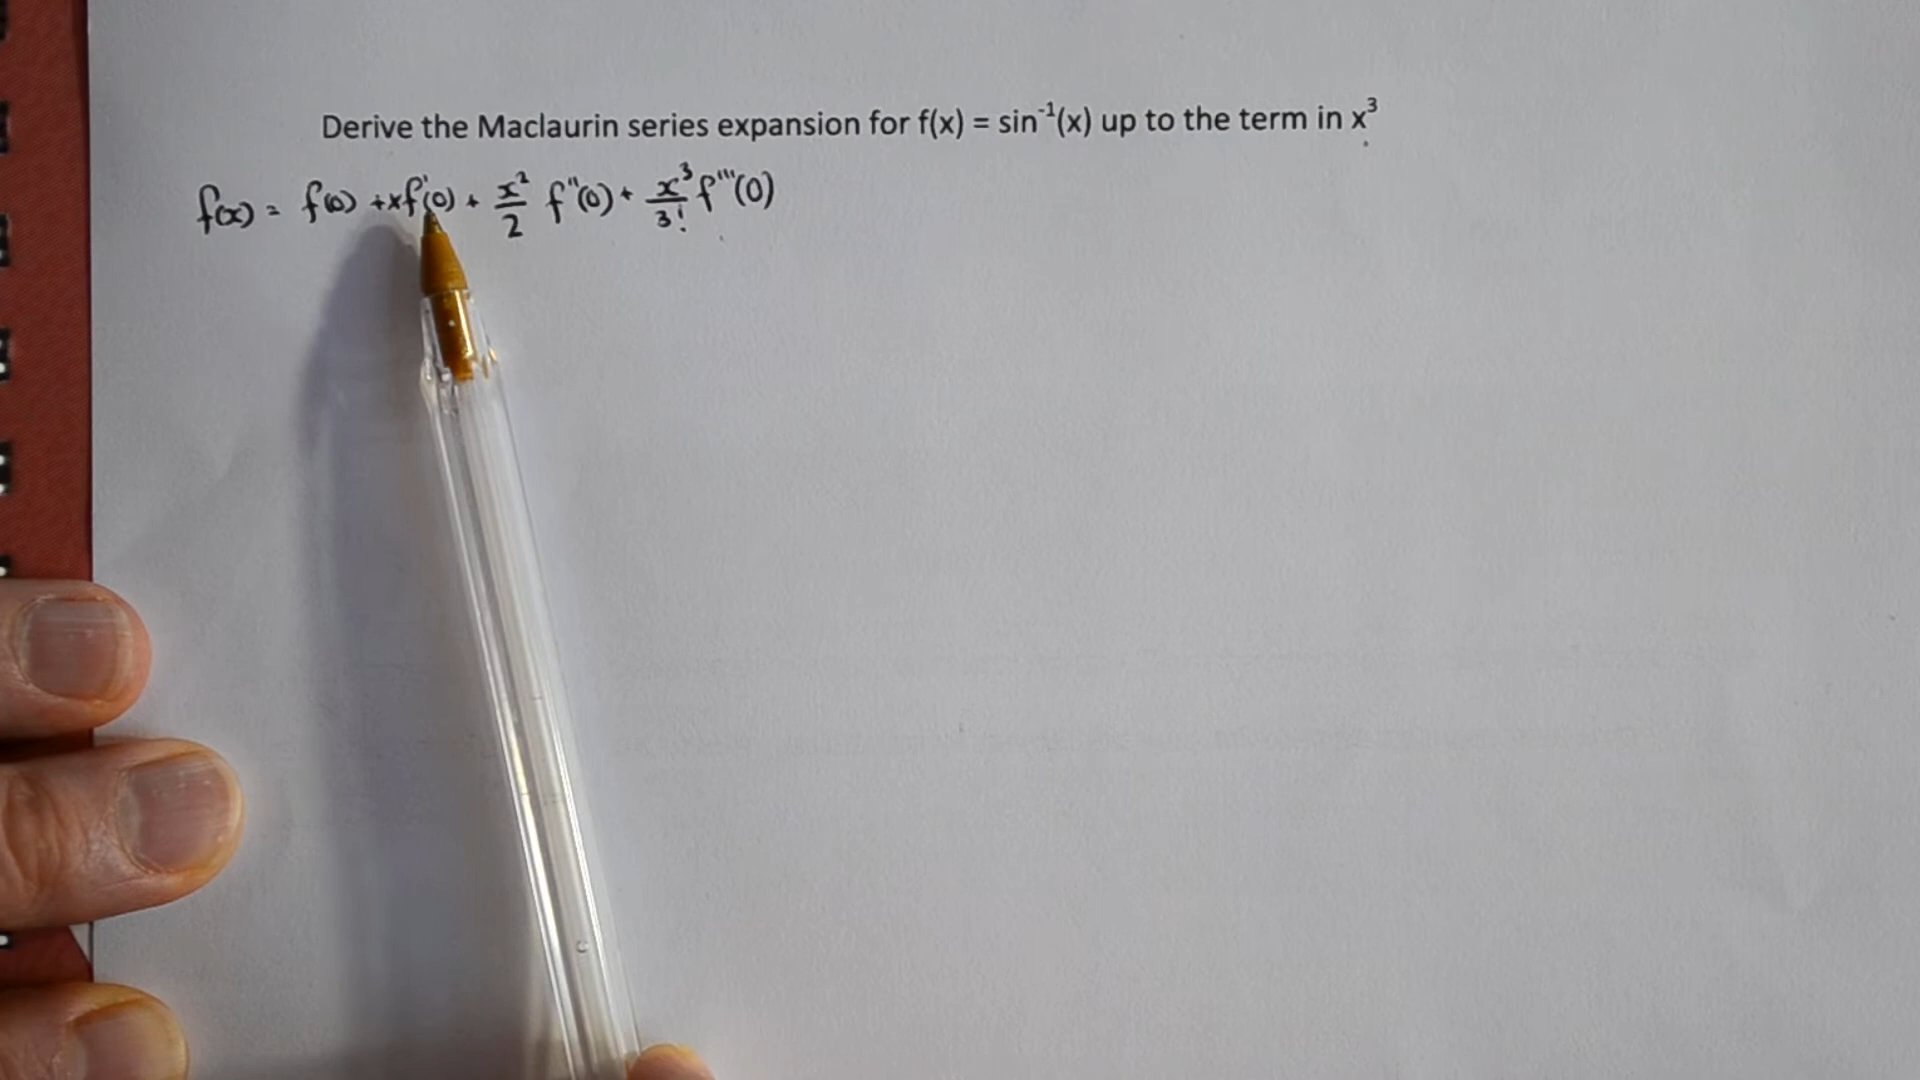 Derive the Maclaurin series expansion for f(x) = sin⁻¹(x) up to the term in x³
f(x) = f(0) + xf'(0) + x²/2 f''(0) + x³/3! f'''(0)